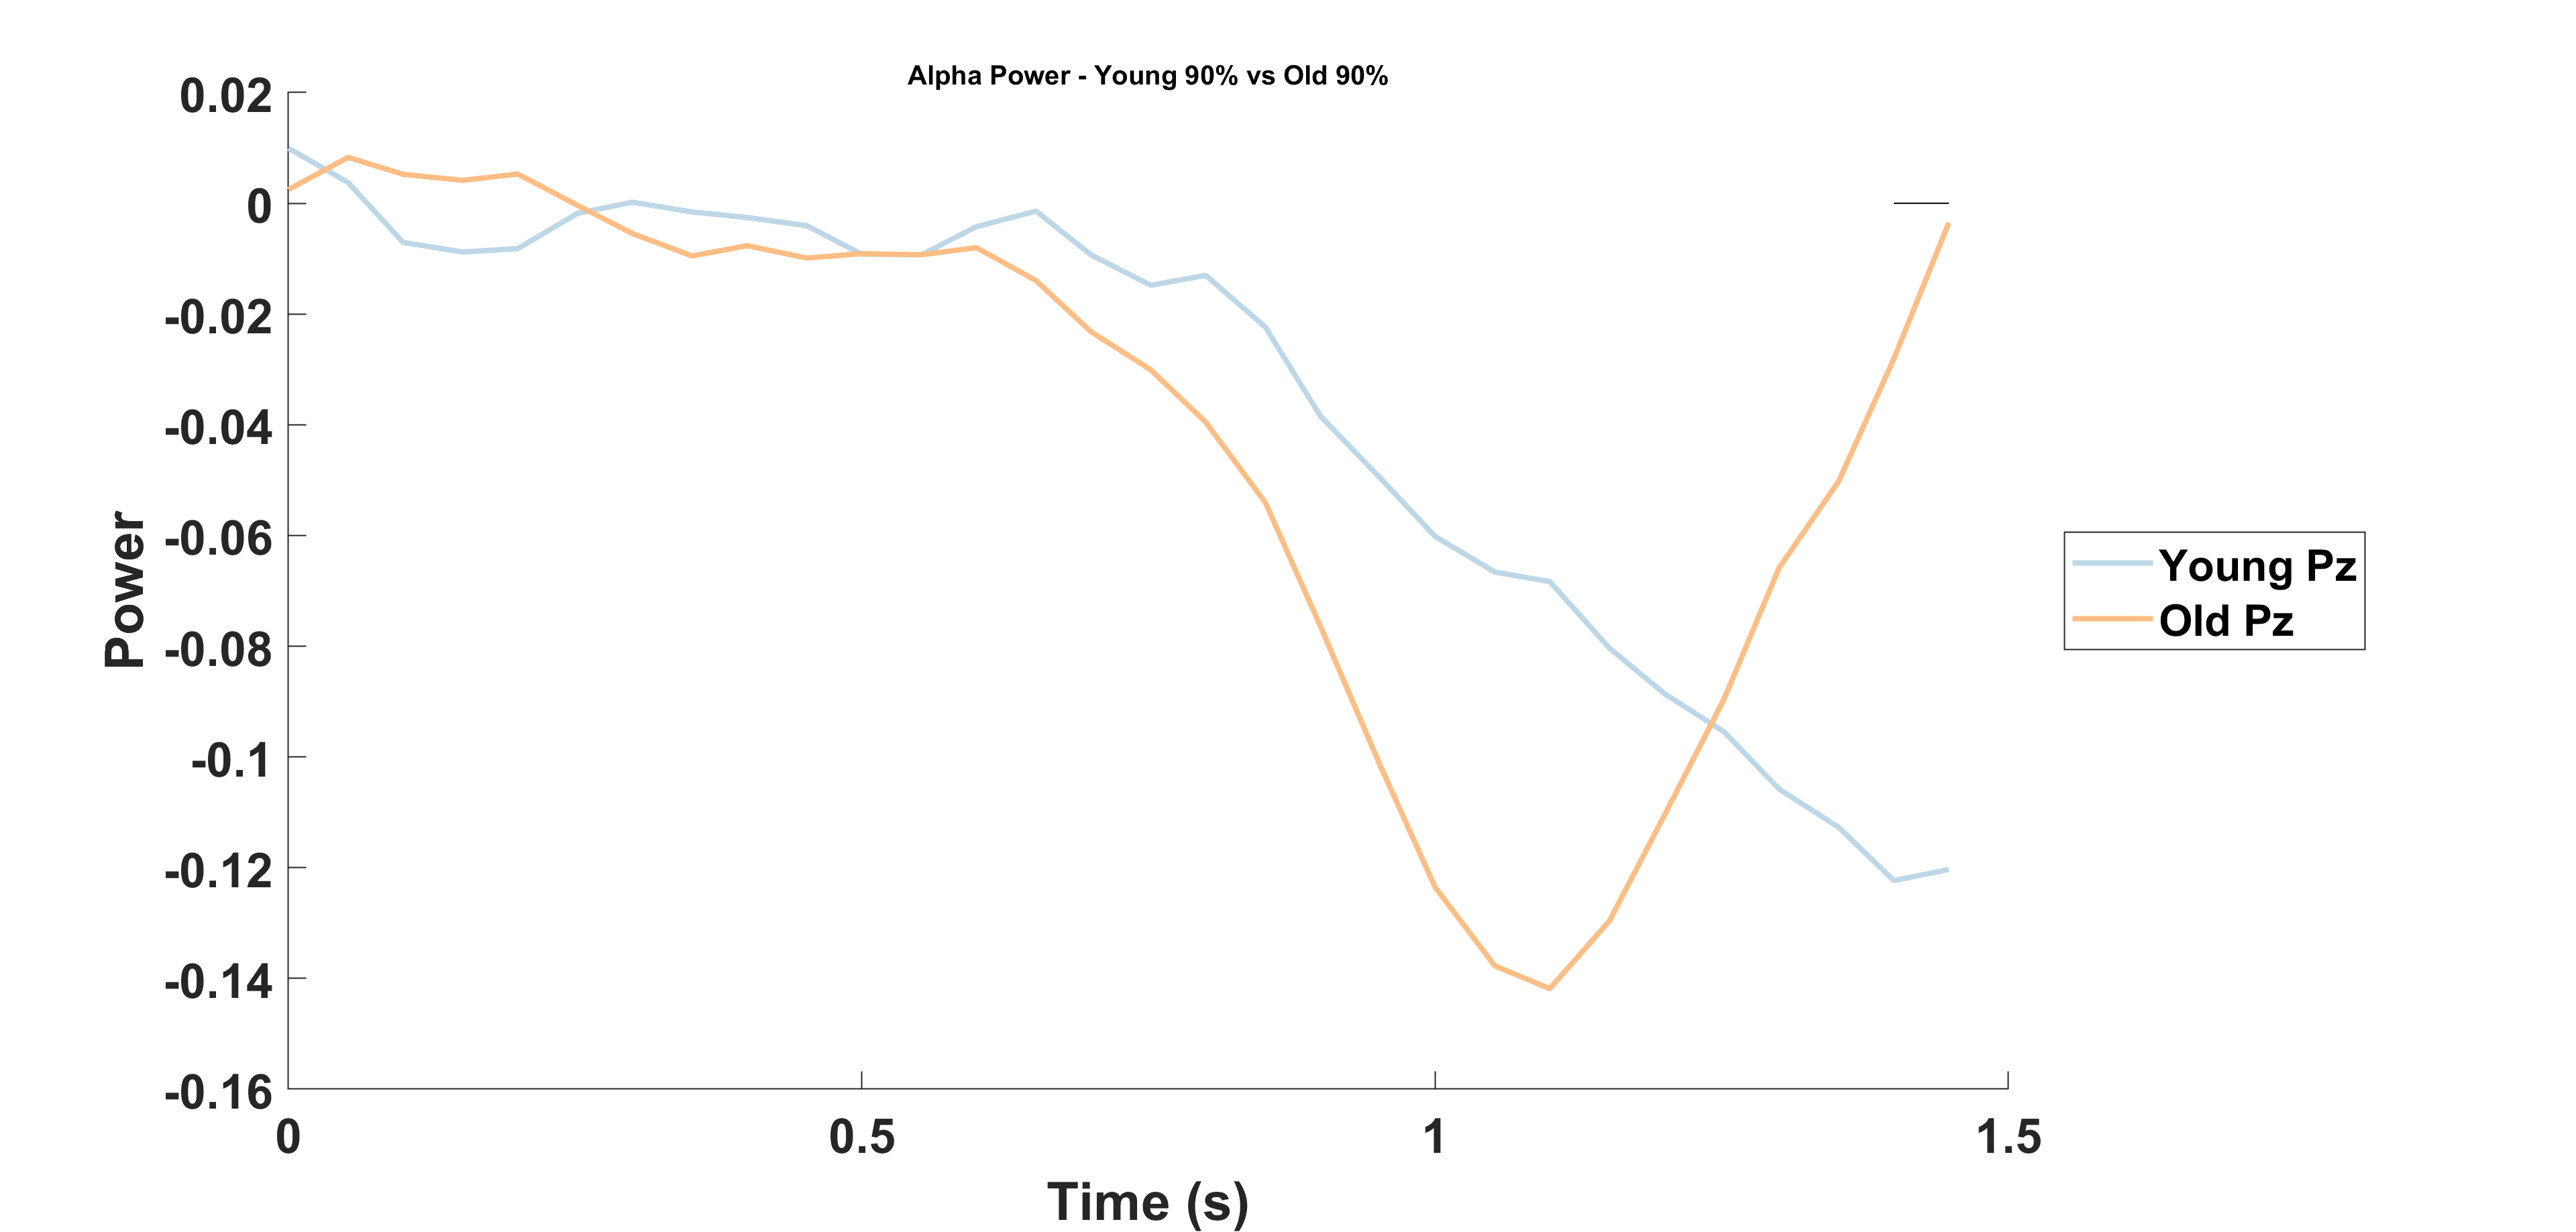 Alpha Power - Young 90% vs Old 90%
0.02
0
-0.02
-0.04
-0.06
-0.08
-0.1
-0.12
-0.14
-0.16
Power
0 0.5 1 1.5
Time (s)
Young Pz
Old Pz